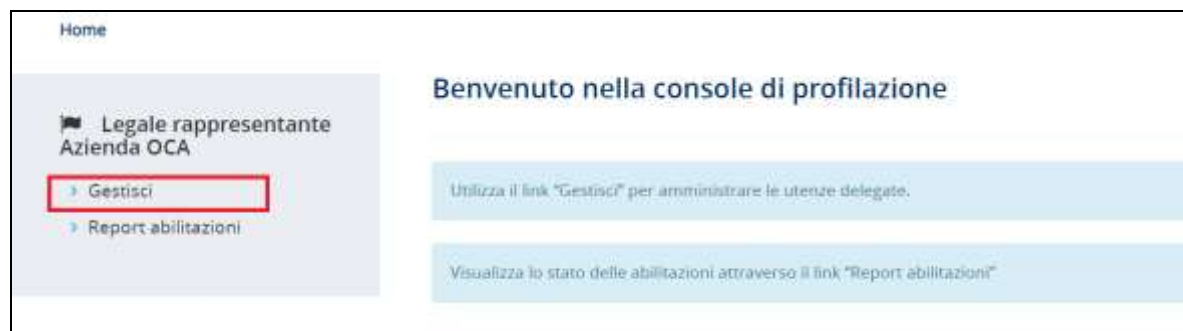 Home
Legale rappresentante
Azienda OCA
Gestisci
Report abilitazioni
Benvenuto nella console di profilazione
Utilizza il link "Gestisci" per amministrare le utenze delegate.
Visualizza lo stato delle abilitazioni attraverso il link "Report abilitazioni"